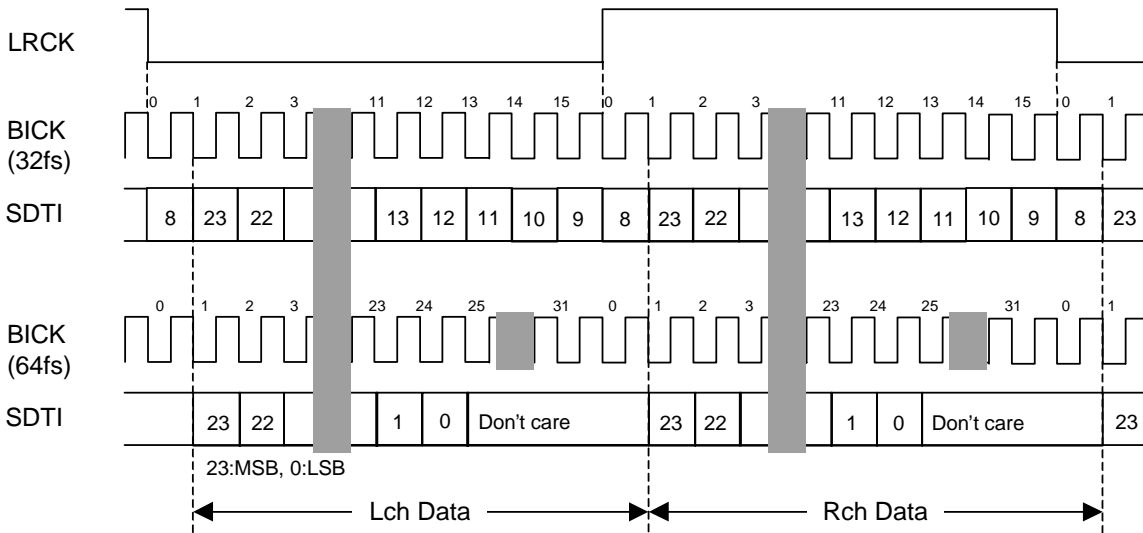 LRCK
0 1 2 3 11 12 13 14 15 0 1 2 3 11 12 13 14 15 0 1
BICK
(32fs)
SDTI 8 23 22 13 12 11 10 9 8 23 22 13 12 11 10 9 8 23
0 1 2 3 23 24 25 31 0 1 2 3 23 24 25 31 0 1
BICK
(64fs)
SDTI 23 22 1 0 Don't care 23 22 1 0 Don't care 23
23:MSB, 0:LSB
Lch Data Rch Data